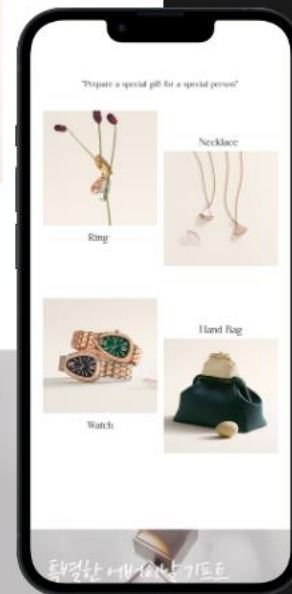 "Prepare a special gift for a special person"
Necklace
Ring
Hand Bag
Watch
특별한 어버이날 기프트